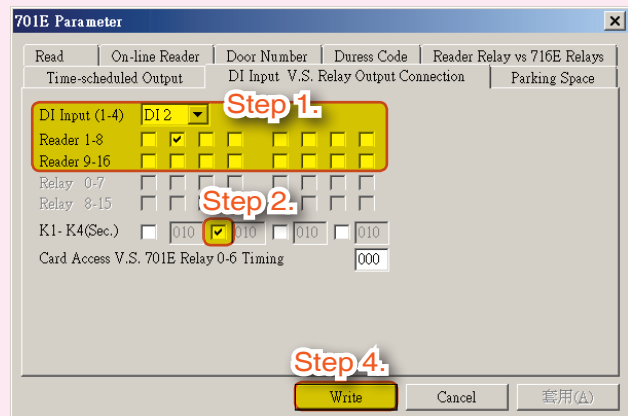 701E Parameter
Read On-line Reader Door Number Duress Code Reader Relay vs 716E Relays
Time-scheduled Output DI Input V.S. Relay Output Connection Parking Space
DI Input (1-4) DI 2 Step 1.
Reader 1-8
Reader 9-16
Relay 0-7
Relay 8-15
Step 2.
K1- K4(Sec.) 010 010 010 010
Card Access V.S. 701E Relay 0-6 Timing 000
Step 4.
Write Cancel 套用(A)